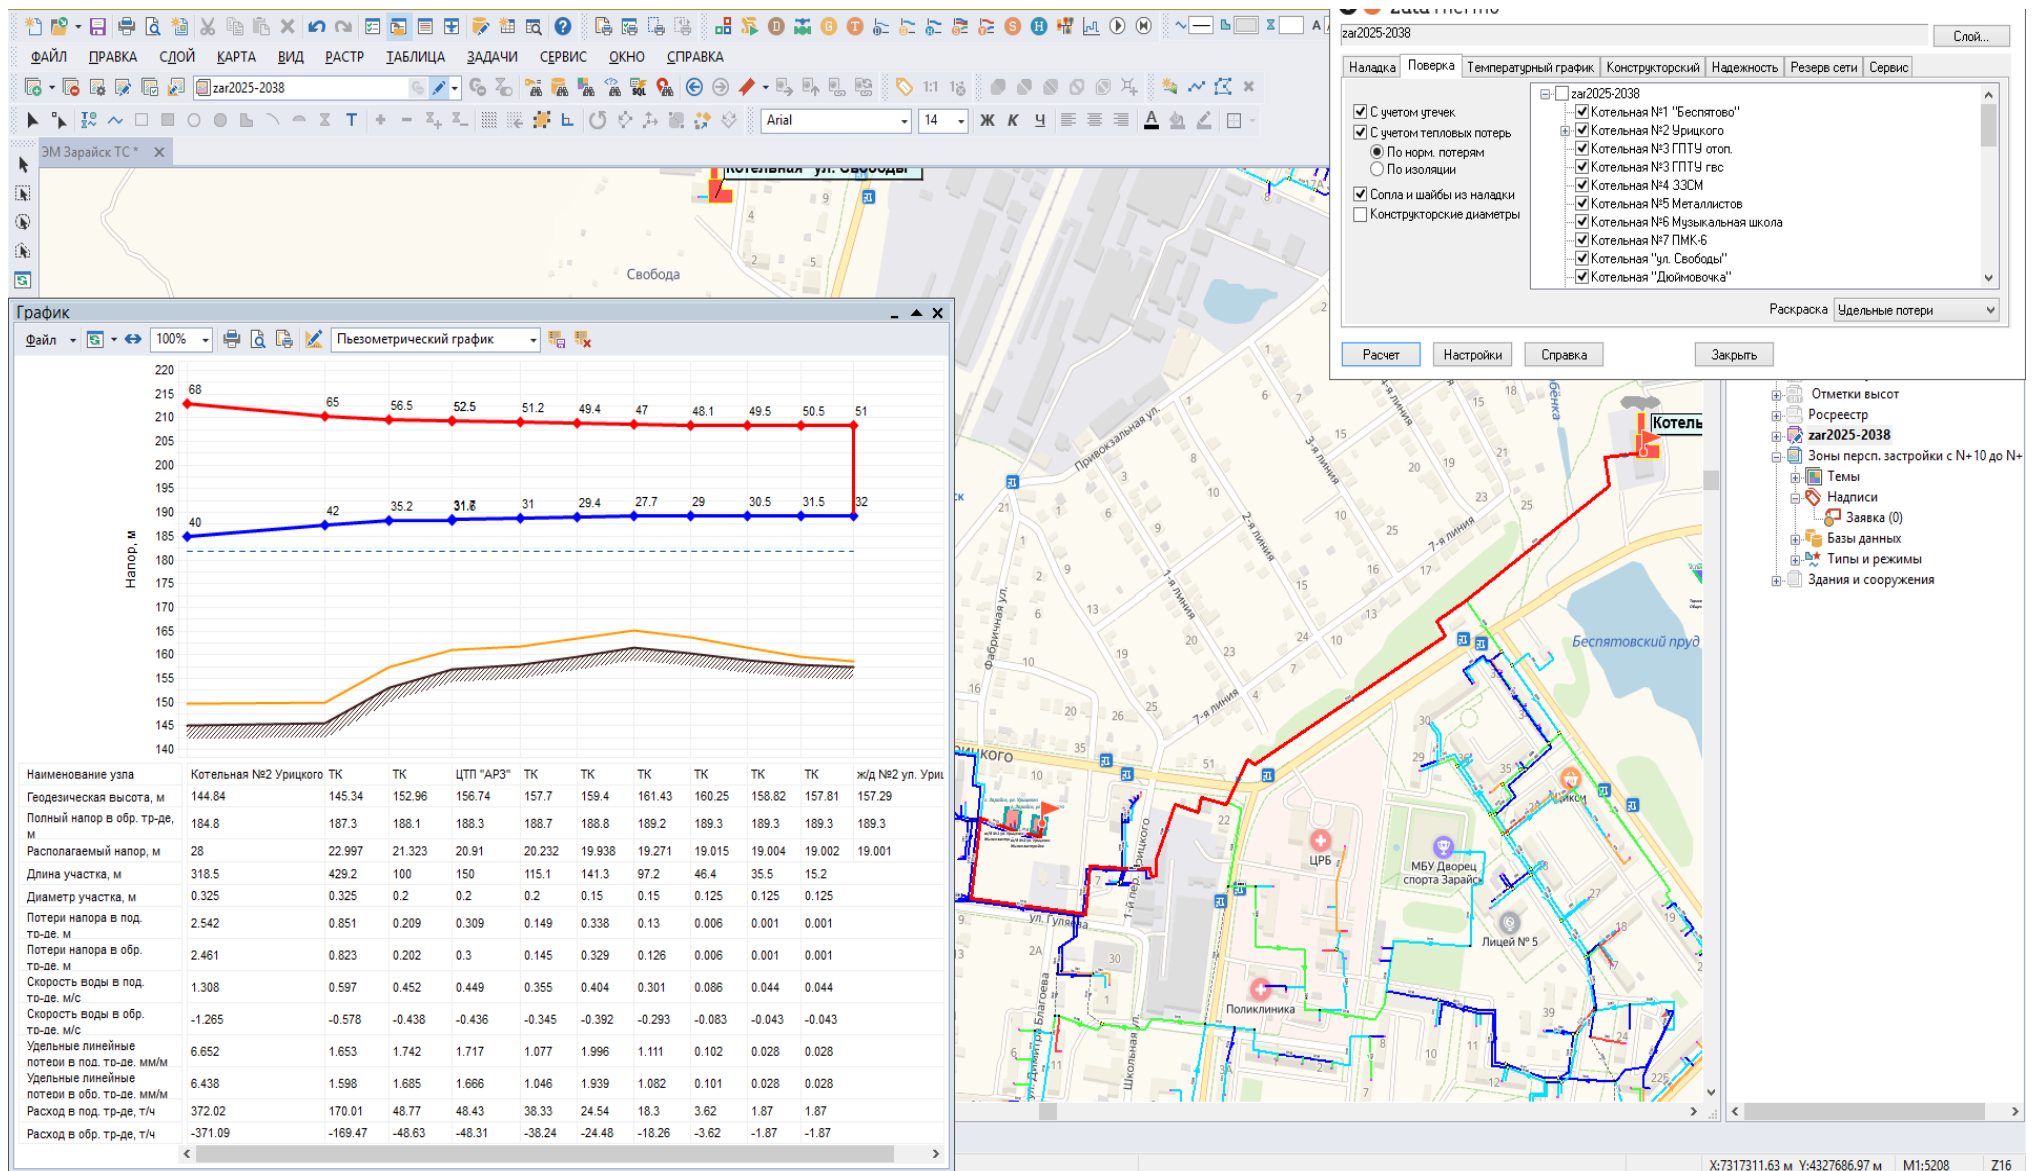 ФАЙЛ ПРАВКА СЛОЙ КАРТА ВИД РАСТР ТАБЛИЦА ЗАДАЧИ СЕРВИС ОКНО СПРАВКА
zar2025-2038
1:1
Arial 14 Ж К Ч
ЭМ Зарайск ТС *
zar2025-2038 Слой...
Наладка Поверка Температурный график Конструкторский Надежность Резерв сети Сервис
С учетом утечек
С учетом тепловых потерь
По норм. потерям
По изоляции
Сопла и шайбы из наладки
Конструкторские диаметры
zar2025-2038
Котельная №1 "Беспятово"
Котельная №2 Урицкого
Котельная №3 ГПТУ отоп.
Котельная №3 ГПТУ гвс
Котельная №4 ЗЗСМ
Котельная №5 Металлистов
Котельная №6 Музыкальная школа
Котельная №7 ПМК-6
Котельная "ул. Свободы"
Котельная "Дюймовочка"
Раскраска Удельные потери
Расчет Настройки Справка Закрыть
Отметки высот
Росреестр
zar2025-2038
Зоны персп. застройки с N+10 до N+
Темы
Надписи
Заявка (0)
Базы данных
Типы и режимы
Здания и сооружения
Котельная "ул. Свободы"
Свобода
Котель
Привокзальная ул.
1-я линия
2-я линия
3-я линия
4-я линия
7-я линия
7-я линия
Фабричная ул.
Беспятовский пруд
ЦРБ
МБУ Дворец
спорта Зарайск
Лицей № 5
Поликлиника
Дикси
ул. Гуляева
Школьная ул.
ул. Димитра Благоева
График
Файл 100% Пьезометрический график
Напор, м
220
215
210
205
200
195
190
185
180
175
170
165
160
155
150
145
140
68 65 56.5 52.5 51.2 49.4 47 48.1 49.5 50.5 51
40 42 35.2 31 29.4 27.7 29 30.5 31.5 32
Наименование узла Котельная №2 Урицкого ТК ТК ЦТП "АРЗ" ТК ТК ТК ТК ТК ТК ж/д №2 ул. Уриц
Геодезическая высота, м 144.84 145.34 152.96 156.74 157.7 159.4 161.43 160.25 158.82 157.81 157.29
Полный напор в обр. тр-де, м 184.8 187.3 188.1 188.3 188.7 188.8 189.2 189.3 189.3 189.3 189.3
Располагаемый напор, м 28 22.997 21.323 20.91 20.232 19.938 19.271 19.015 19.004 19.002 19.001
Длина участка, м 318.5 429.2 100 150 115.1 141.3 97.2 46.4 35.5 15.2
Диаметр участка, м 0.325 0.325 0.2 0.2 0.2 0.15 0.15 0.125 0.125 0.125
Потери напора в под. тр-де, м 2.542 0.851 0.209 0.309 0.149 0.338 0.13 0.006 0.001 0.001
Потери напора в обр. тр-де, м 2.461 0.823 0.202 0.3 0.145 0.329 0.126 0.006 0.001 0.001
Скорость воды в под. тр-де, м/с 1.308 0.597 0.452 0.449 0.355 0.404 0.301 0.086 0.044 0.044
Скорость воды в обр. тр-де, м/с -1.265 -0.578 -0.438 -0.436 -0.345 -0.392 -0.293 -0.083 -0.043 -0.043
Удельные линейные потери в под. тр-де, мм/м 6.652 1.653 1.742 1.717 1.077 1.996 1.111 0.102 0.028 0.028
Удельные линейные потери в обр. тр-де, мм/м 6.438 1.598 1.685 1.666 1.046 1.939 1.082 0.101 0.028 0.028
Расход в под. тр-де, т/ч 372.02 170.01 48.77 48.43 38.33 24.54 18.3 3.62 1.87 1.87
Расход в обр. тр-де, т/ч -371.09 -169.47 -48.63 -48.31 -38.24 -24.48 -18.26 -3.62 -1.87 -1.87
X:7317311.63 м Y:4327686.97 м М1:5208 Z16